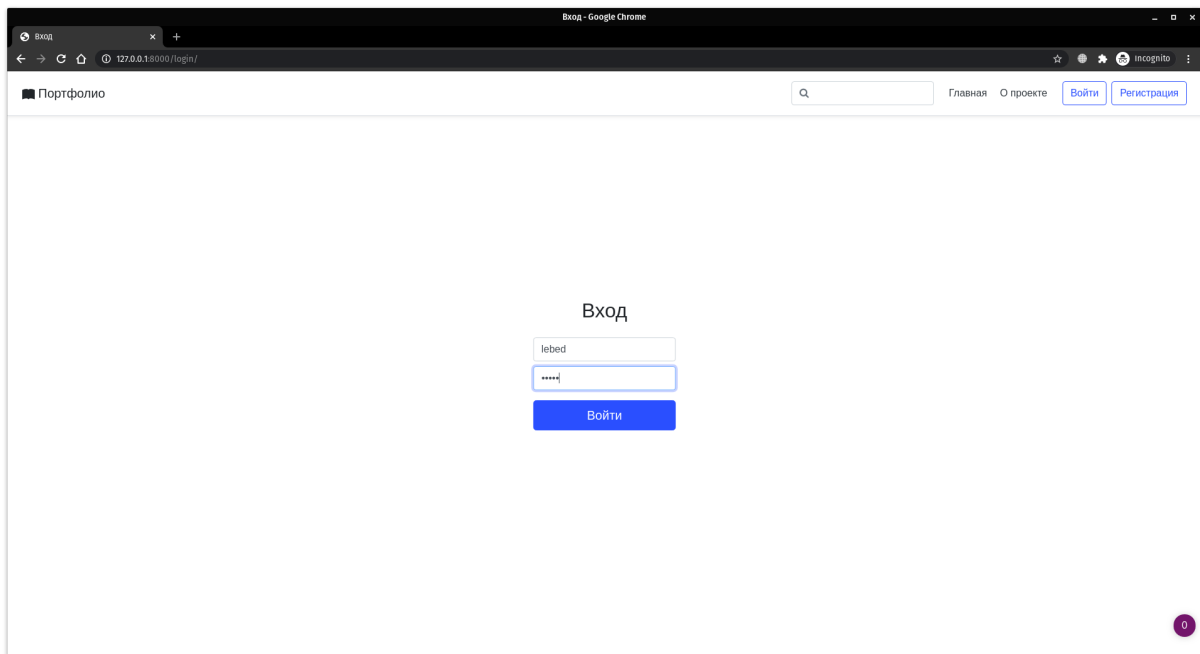 Вход - Google Chrome
Вход
127.0.0.1:8000/login/
Incognito
Портфолио
Главная О проекте Войти Регистрация
Вход
lebed
•••••
Войти
0